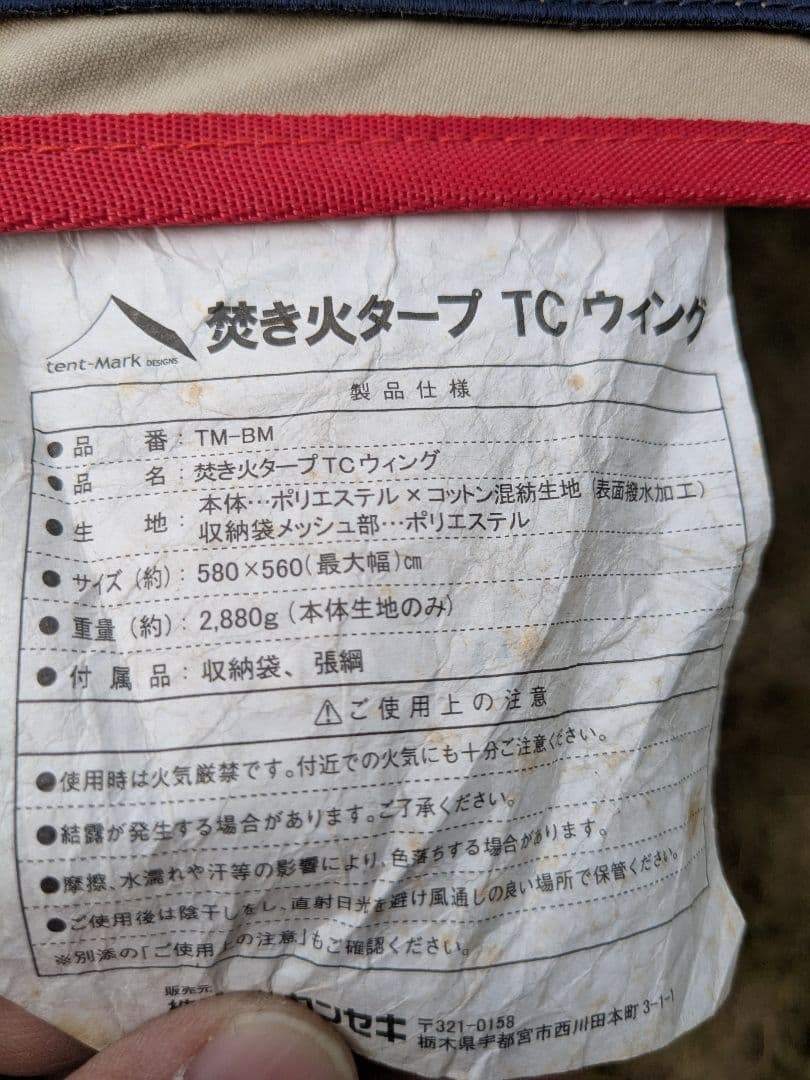 tent-Mark DESIGNS
焚き火タープ TC ウィング
製品仕様
●品 番：TM-BM
●品 名：焚き火タープTCウィング
●生 地：本体…ポリエステル×コットン混紡生地（表面撥水加工）
収納袋メッシュ部…ポリエステル
●サイズ（約）：580×560（最大幅）㎝
●重量（約）：2,880g（本体生地のみ）
●付属品：収納袋、張綱
⚠ご使用上の注意
●使用時は火気厳禁です。付近での火気にも十分ご注意ください。
●結露が発生する場合があります。ご了承ください。
●摩擦、水濡れや汗等の影響により、色落ちする場合があります。
●ご使用後は陰干しをし、直射日光を避け風通しの良い場所で保管ください。
※別添の「ご使用上の注意」もご確認ください。
販売元
カンセキ
〒321-0158
栃木県宇都宮市西川田本町3-1-1